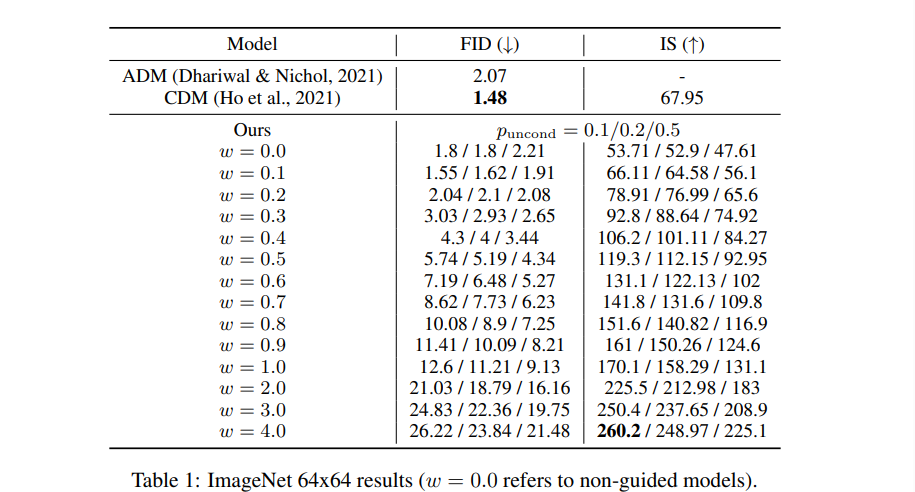 Model FID (↓) IS (↑)
ADM (Dhariwal & Nichol, 2021) 2.07 -
CDM (Ho et al., 2021) 1.48 67.95
Ours p_uncond = 0.1/0.2/0.5
w = 0.0 1.8 / 1.8 / 2.21 53.71 / 52.9 / 47.61
w = 0.1 1.55 / 1.62 / 1.91 66.11 / 64.58 / 56.1
w = 0.2 2.04 / 2.1 / 2.08 78.91 / 76.99 / 65.6
w = 0.3 3.03 / 2.93 / 2.65 92.8 / 88.64 / 74.92
w = 0.4 4.3 / 4 / 3.44 106.2 / 101.11 / 84.27
w = 0.5 5.74 / 5.19 / 4.34 119.3 / 112.15 / 92.95
w = 0.6 7.19 / 6.48 / 5.27 131.1 / 122.13 / 102
w = 0.7 8.62 / 7.73 / 6.23 141.8 / 131.6 / 109.8
w = 0.8 10.08 / 8.9 / 7.25 151.6 / 140.82 / 116.9
w = 0.9 11.41 / 10.09 / 8.21 161 / 150.26 / 124.6
w = 1.0 12.6 / 11.21 / 9.13 170.1 / 158.29 / 131.1
w = 2.0 21.03 / 18.79 / 16.16 225.5 / 212.98 / 183
w = 3.0 24.83 / 22.36 / 19.75 250.4 / 237.65 / 208.9
w = 4.0 26.22 / 23.84 / 21.48 260.2 / 248.97 / 225.1
Table 1: ImageNet 64x64 results (w = 0.0 refers to non-guided models).